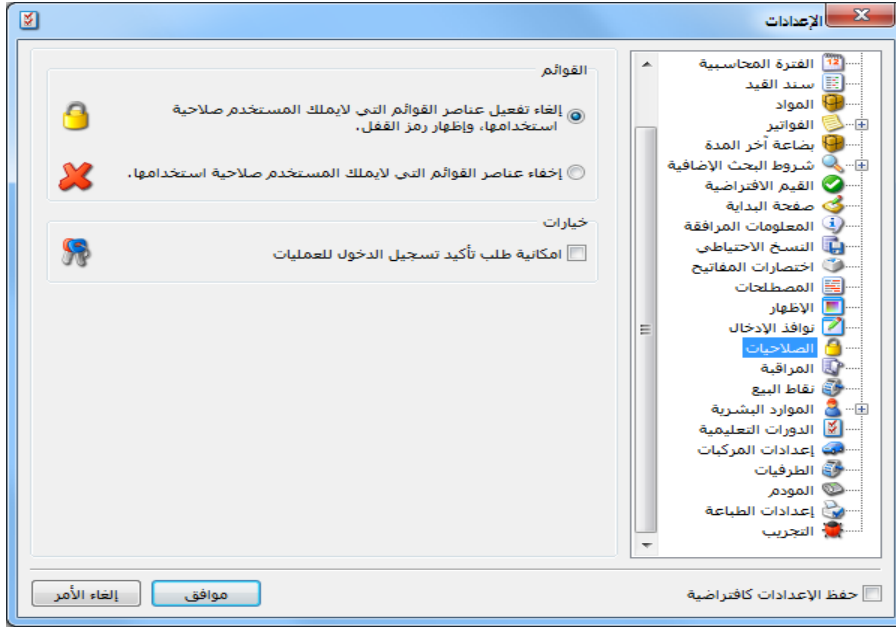 الإعدادات
الفترة المحاسبية
سند القيد
المواد
الفواتير
بضاعة آخر المدة
شروط البحث الإضافية
القيم الافتراضية
صفحة البداية
المعلومات المرافقة
النسخ الاحتياطي
اختصارات المفاتيح
المصطلحات
الإظهار
نوافذ الإدخال
الصلاحيات
المراقبة
نقاط البيع
الموارد البشرية
الدورات التعليمية
إعدادات المركبات
الطرفيات
المودم
إعدادات الطباعة
التجريب
القوائم
إلغاء تفعيل عناصر القوائم التي لايملك المستخدم صلاحية
استخدامها، وإظهار رمز القفل.
إخفاء عناصر القوائم التي لايملك المستخدم صلاحية استخدامها.
خيارات
امكانية طلب تأكيد تسجيل الدخول للعمليات
حفظ الإعدادات كافتراضية
موافق
إلغاء الأمر